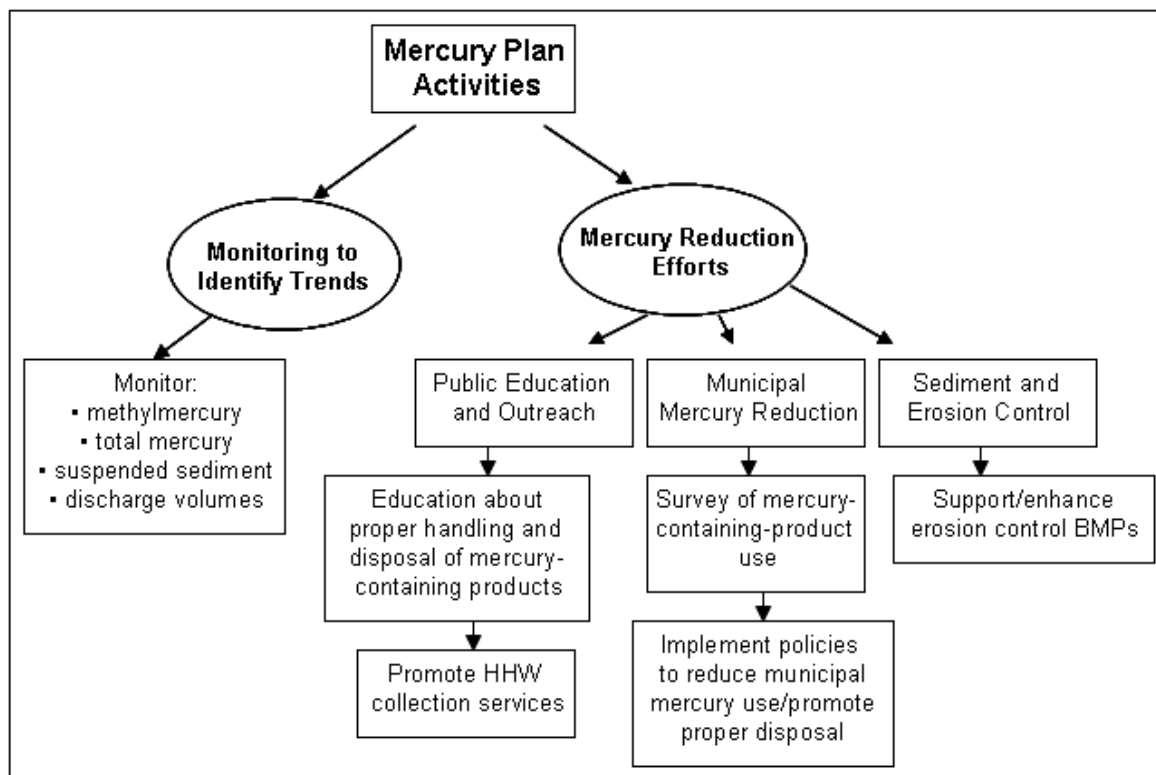 Mercury Plan
Activities
Monitoring to
Identify Trends
Mercury Reduction
Efforts
Monitor:
▪ methylmercury
▪ total mercury
▪ suspended sediment
▪ discharge volumes
Public Education
and Outreach
Municipal
Mercury Reduction
Sediment and
Erosion Control
Education about
proper handling and
disposal of mercury-
containing products
Survey of mercury-
containing-product
use
Support/enhance
erosion control BMPs
Promote HHW
collection services
Implement policies
to reduce municipal
mercury use/promote
proper disposal